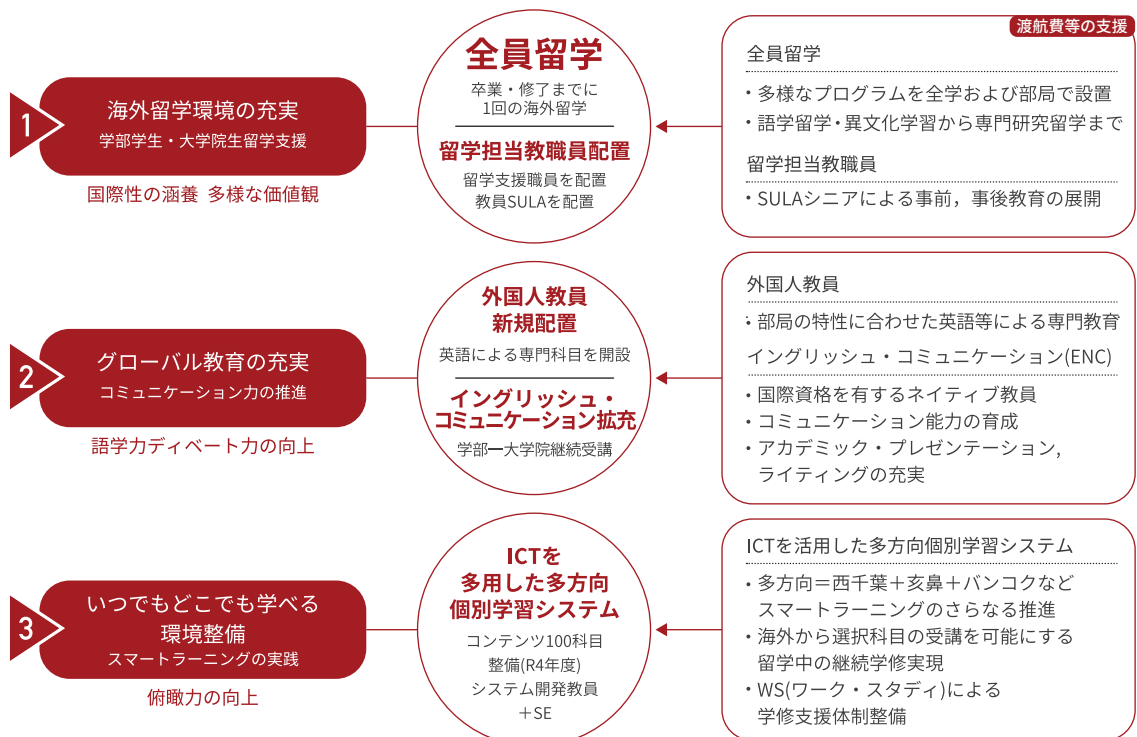 1
海外留学環境の充実
学部学生・大学院生留学支援
国際性の涵養 多様な価値観
全員留学
卒業・修了までに
1回の海外留学
留学担当教職員配置
留学支援職員を配置
教員SULAを配置
渡航費等の支援
全員留学
・多様なプログラムを全学および部局で設置
・語学留学・異文化学習から専門研究留学まで
留学担当教職員
・SULAシニアによる事前，事後教育の展開
2
グローバル教育の充実
コミュニケーション力の推進
語学力ディベート力の向上
外国人教員
新規配置
英語による専門科目を開設
イングリッシュ・
コミュニケーション拡充
学部ー大学院継続受講
外国人教員
・部局の特性に合わせた英語等による専門教育
イングリッシュ・コミュニケーション(ENC)
・国際資格を有するネイティブ教員
・コミュニケーション能力の育成
・アカデミック・プレゼンテーション,
ライティングの充実
3
いつでもどこでも学べる
環境整備
スマートラーニングの実践
俯瞰力の向上
ICTを
多用した多方向
個別学習システム
コンテンツ100科目
整備(R4年度)
システム開発教員
＋SE
ICTを活用した多方向個別学習システム
・多方向＝西千葉＋亥鼻＋バンコクなど
スマートラーニングのさらなる推進
・海外から選択科目の受講を可能にする
留学中の継続学修実現
・WS(ワーク・スタディ)による
学修支援体制整備